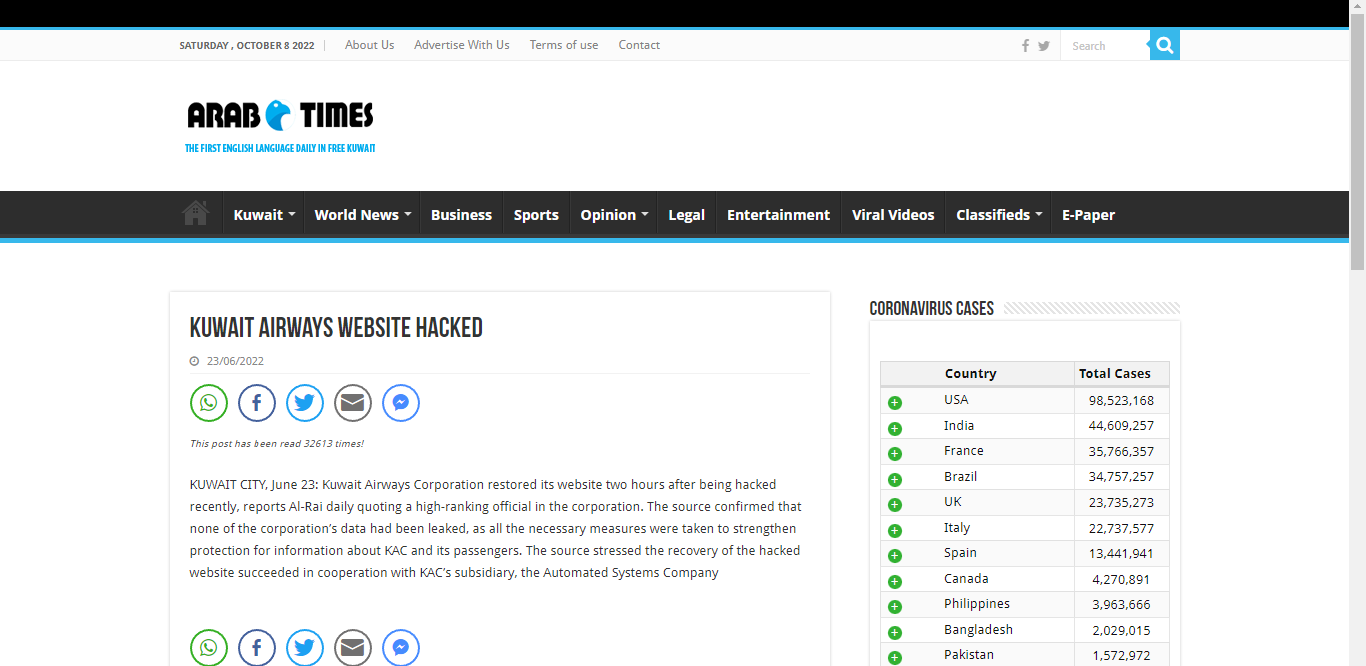 SATURDAY , OCTOBER 8 2022
About Us
Advertise With Us
Terms of use
Contact
Search
ARAB TIMES
THE FIRST ENGLISH LANGUAGE DAILY IN FREE KUWAIT
Kuwait
World News
Business
Sports
Opinion
Legal
Entertainment
Viral Videos
Classifieds
E-Paper
KUWAIT AIRWAYS WEBSITE HACKED
23/06/2022
This post has been read 32613 times!
KUWAIT CITY, June 23: Kuwait Airways Corporation restored its website two hours after being hacked
recently, reports Al-Rai daily quoting a high-ranking official in the corporation. The source confirmed that
none of the corporation’s data had been leaked, as all the necessary measures were taken to strengthen
protection for information about KAC and its passengers. The source stressed the recovery of the hacked
website succeeded in cooperation with KAC’s subsidiary, the Automated Systems Company
CORONAVIRUS CASES
Country Total Cases
USA 98,523,168
India 44,609,257
France 35,766,357
Brazil 34,757,257
UK 23,735,273
Italy 22,737,577
Spain 13,441,941
Canada 4,270,891
Philippines 3,963,666
Bangladesh 2,029,015
Pakistan 1,572,972